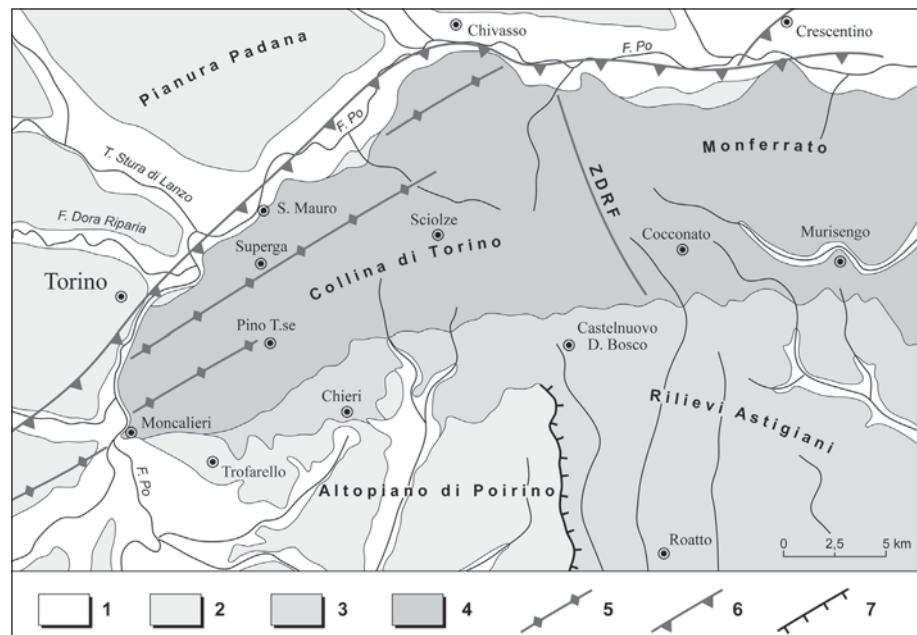 Chivasso
Crescentino
Pianura Padana
F. Po
F. Po
Monferrato
T. Stura di Lanzo
ZDRF
S. Mauro
F. Dora Riparia
Sciolze
Superga
Cocconato
Murisengo
Collina di Torino
Torino
Pino T.se
Castelnuovo
D. Bosco
Chieri
Rilievi Astigiani
Moncalieri
Trofarello
F. Po
Altopiano di Poirino
Roatto
0 2,5 5 km
1 2 3 4 5 6 7